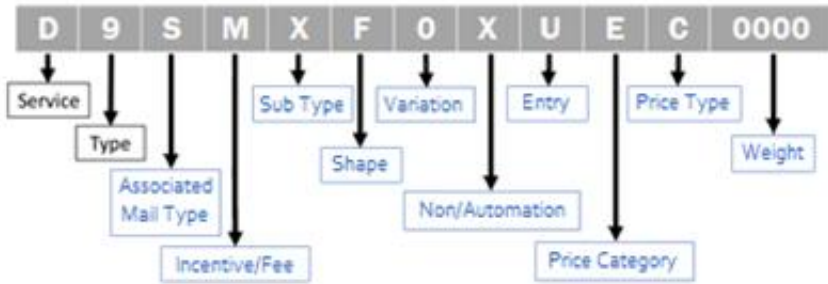 D 9 S M X F 0 X U E C 0000
Service
Sub Type
Variation
Entry
Price Type
Type
Shape
Weight
Associated
Mail Type
Non/Automation
Incentive/Fee
Price Category